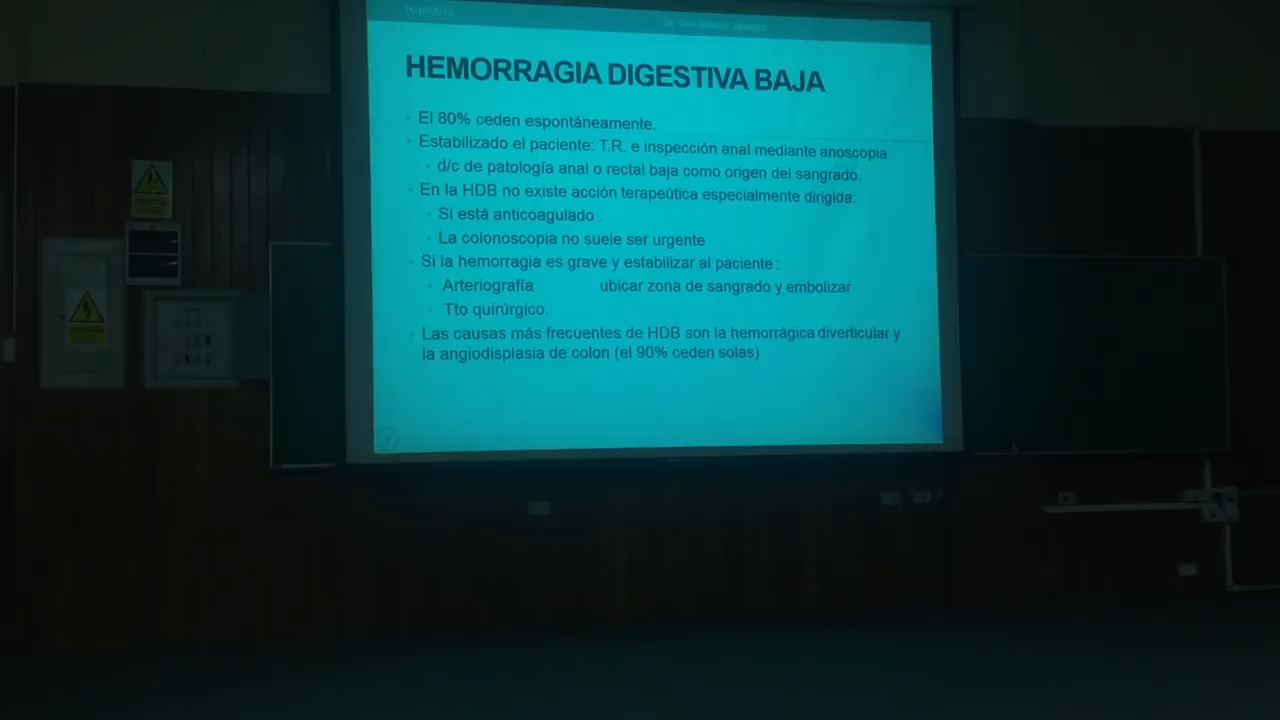 HEMORRAGIA DIGESTIVA BAJA
El 80% ceden espontáneamente.
Estabilizado el paciente: T.R. e inspección anal mediante anoscopia
d/c de patología anal o rectal baja como origen del sangrado.
En la HDB no existe acción terapeútica especialmente dirigida:
Si está anticoagulado .
La colonoscopia no suele ser urgente
Si la hemorragia es grave y estabilizar al paciente :
Arteriografía ubicar zona de sangrado y embolizar
Tto quirúrgico.
Las causas más frecuentes de HDB son la hemorrágica diverticular y
la angiodisplasia de colon (el 90% ceden solas)